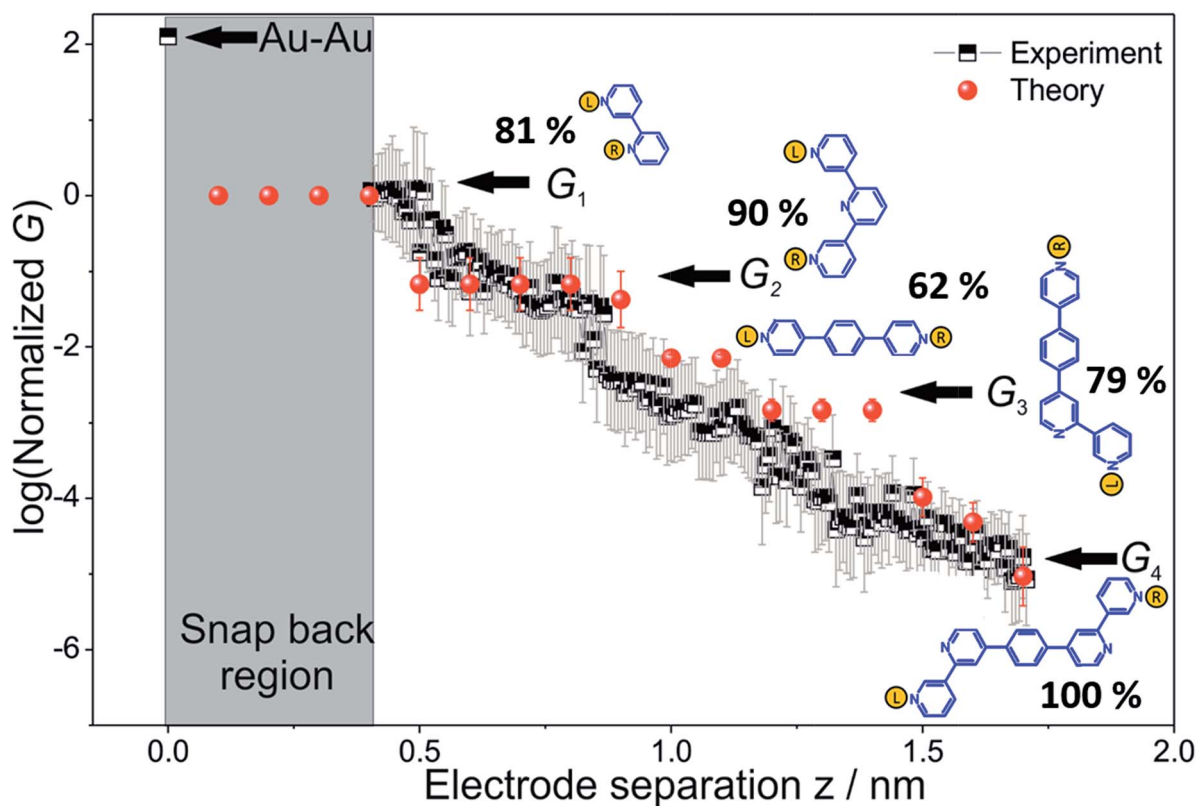 2
0
-2
-4
-6
log(Normalized G)
Au-Au
Experiment
Theory
81 %
L
N
N
R
G1
90 %
L
N
N
N
R
G2
62 %
L
N
N
R
G3
79 %
R
N
N
N
L
G4
N
R
N
N
N
L
100 %
Snap back
region
0.0
0.5
1.0
1.5
2.0
Electrode separation z / nm